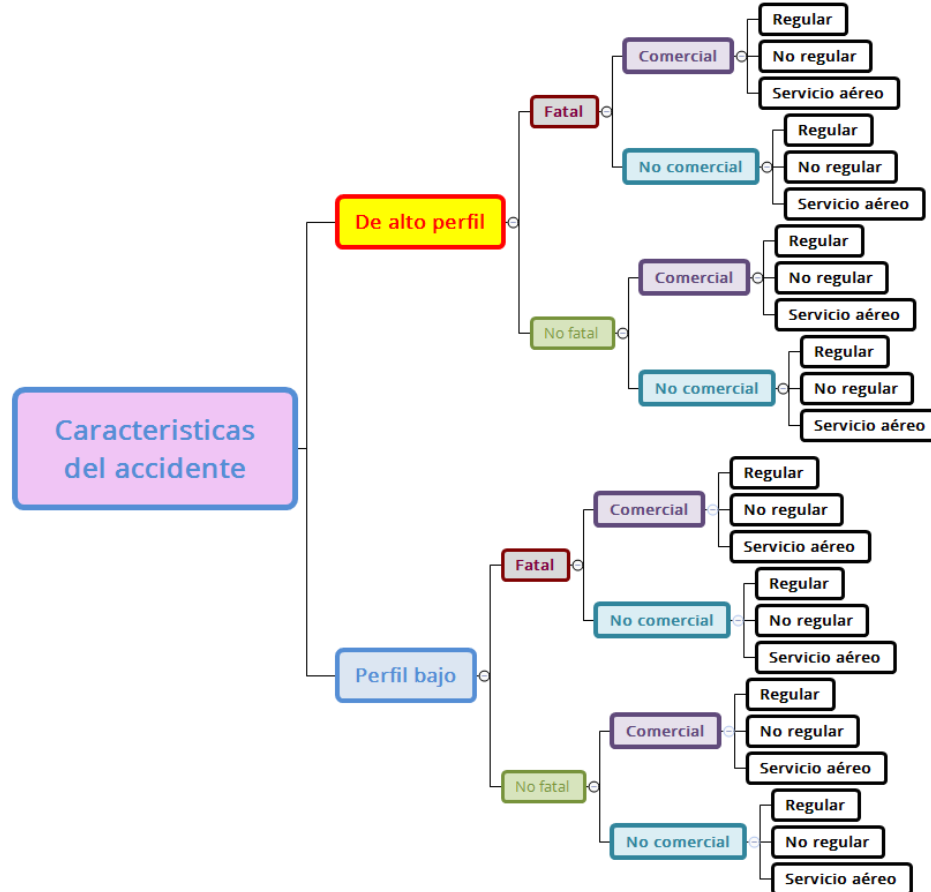 Caracteristicas
del accidente
De alto perfil
Fatal
Comercial
Regular
No regular
Servicio aéreo
No comercial
Regular
No regular
Servicio aéreo
No fatal
Comercial
Regular
No regular
Servicio aéreo
No comercial
Regular
No regular
Servicio aéreo
Perfil bajo
Fatal
Comercial
Regular
No regular
Servicio aéreo
No comercial
Regular
No regular
Servicio aéreo
No fatal
Comercial
Regular
No regular
Servicio aéreo
No comercial
Regular
No regular
Servicio aéreo